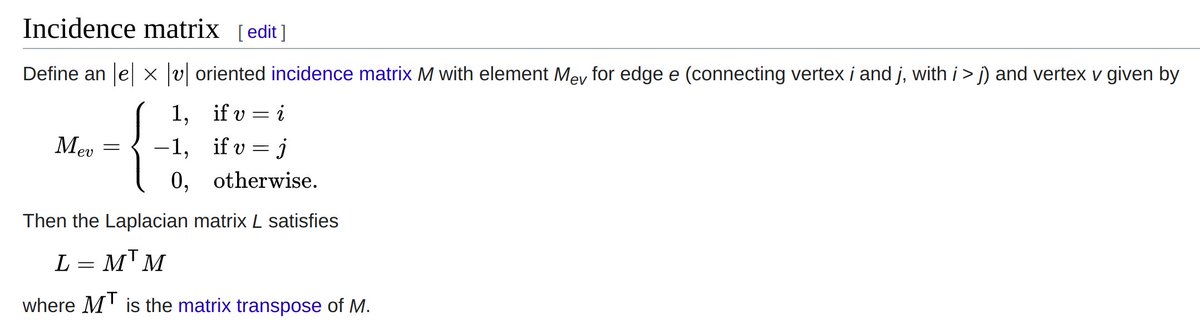 Incidence matrix [edit]
Define an |e| × |v| oriented incidence matrix M with element Mₑᵥ for edge e (connecting vertex i and j, with i > j) and vertex v given by
Mₑᵥ = { 1, if v = i
−1, if v = j
0, otherwise.
Then the Laplacian matrix L satisfies
L = MᵀM
where Mᵀ is the matrix transpose of M.